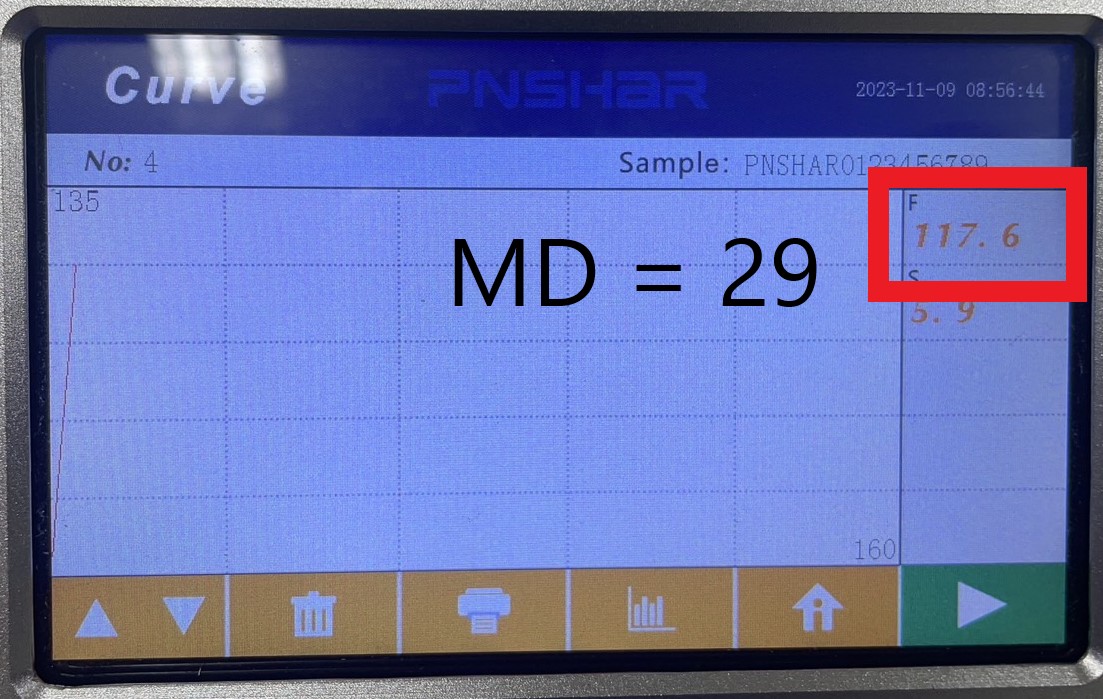 Curve PNSHAR 2023-11-09 08:56:44
No: 4 Sample: PNSHAR0123456789
135
F
117.6
MD = 29
S
5.9
160